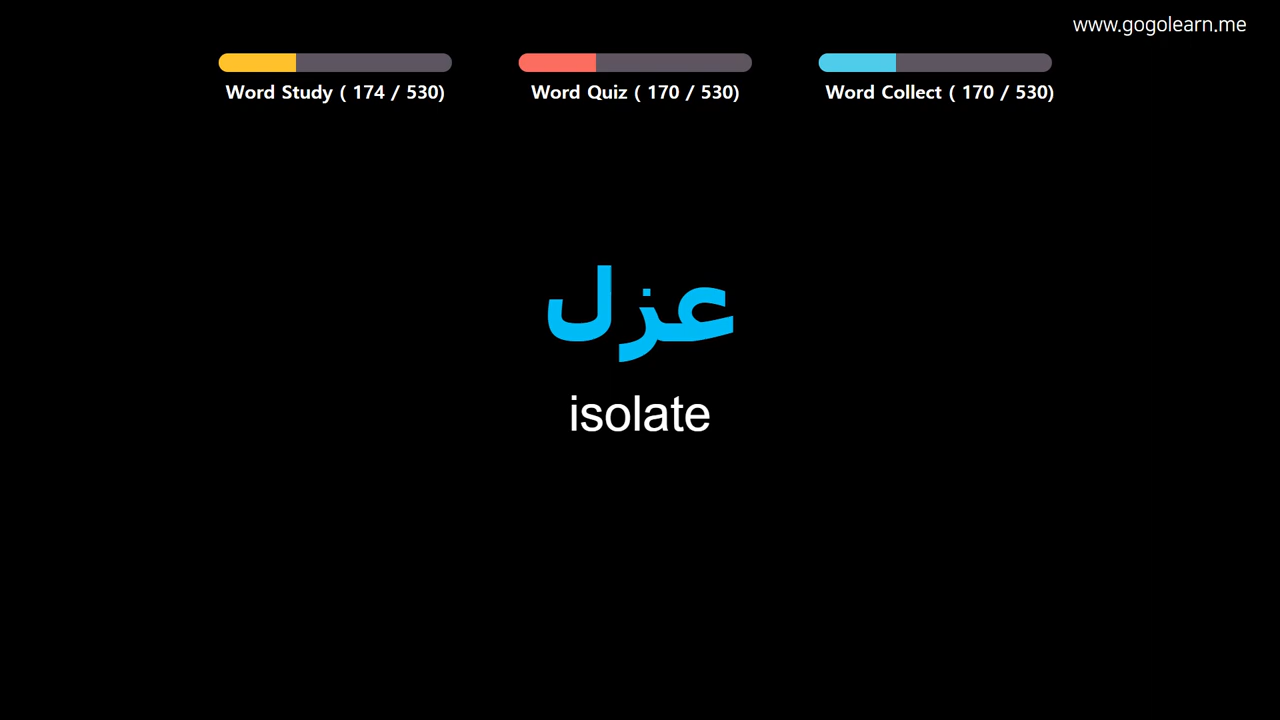 www.gogolearn.me
Word Study ( 174 / 530)
Word Quiz ( 170 / 530)
Word Collect ( 170 / 530)
عزل
isolate